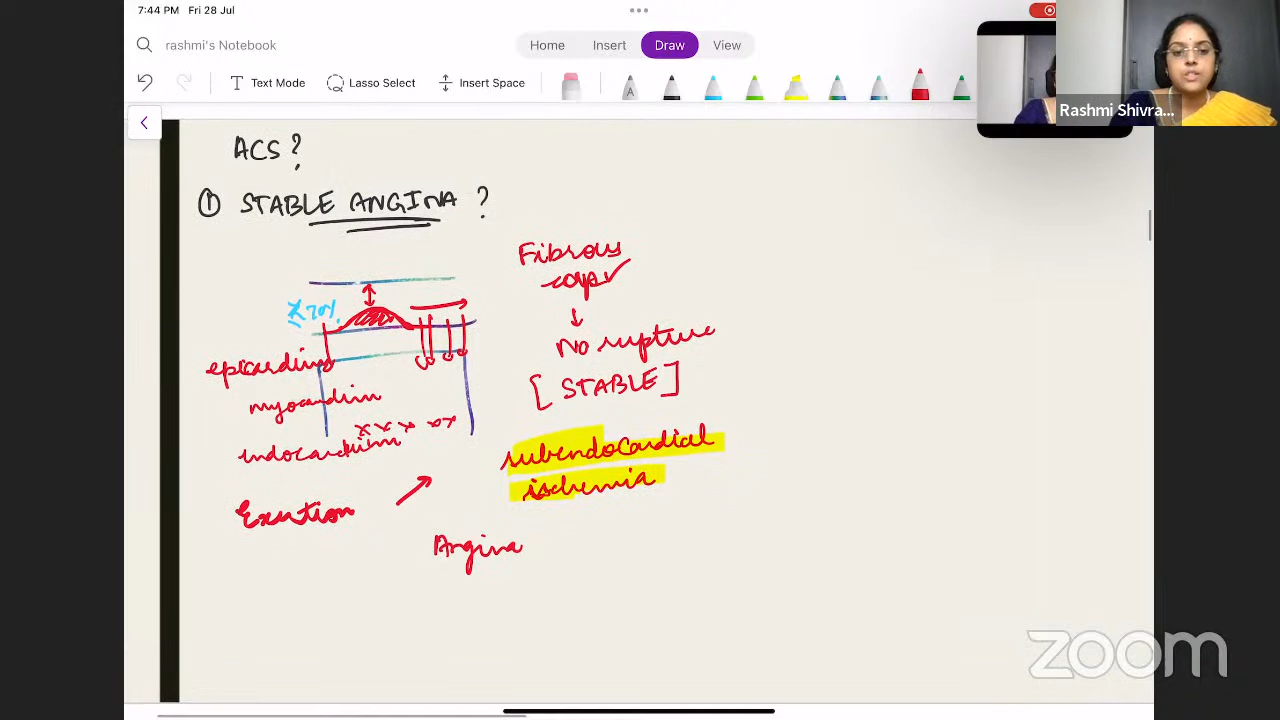 7:44 PM Fri 28 Jul
rashmi's Notebook
Home Insert Draw View
Text Mode Lasso Select Insert Space
A
Rashmi Shivra...
ACS?
① STABLE ANGINA?
Fibrous
cap ✓
↓
No rupture
[STABLE]
70%.
epicardium
myocardium
endocardium
x x x x x
subendocardial
ischemia
Angina
zoom